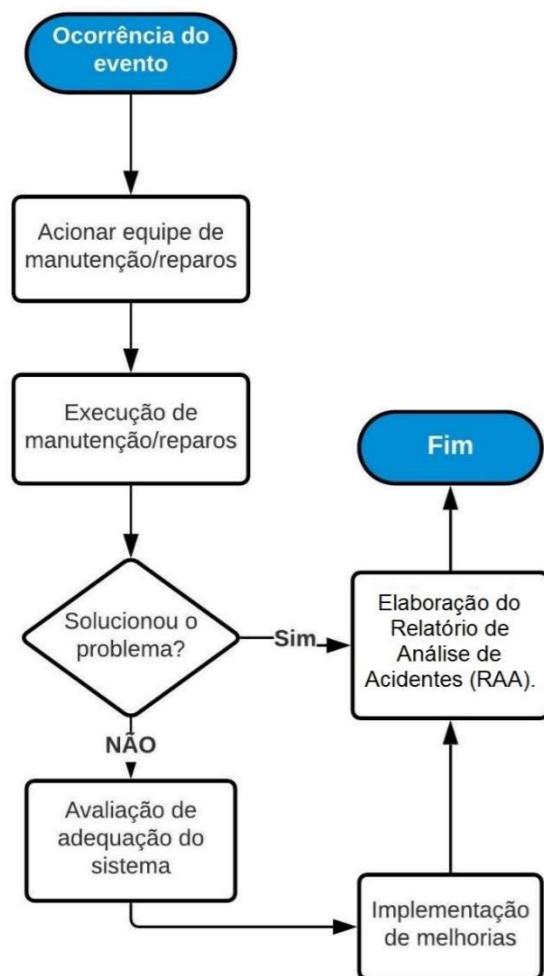 Ocorrência do
evento
Acionar equipe de
manutenção/reparos
Execução de
manutenção/reparos
Solucionou o
problema?
Sim
NÃO
Avaliação de
adequação do
sistema
Implementação
de melhorias
Elaboração do
Relatório de
Análise de
Acidentes (RAA).
Fim